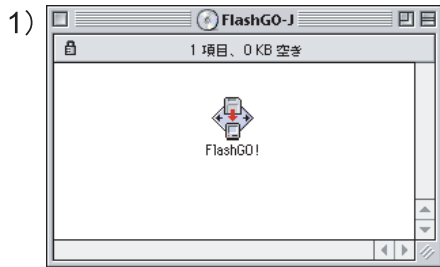 1)
FlashGO-J
1 項目、0 KB 空き
FlashGO!